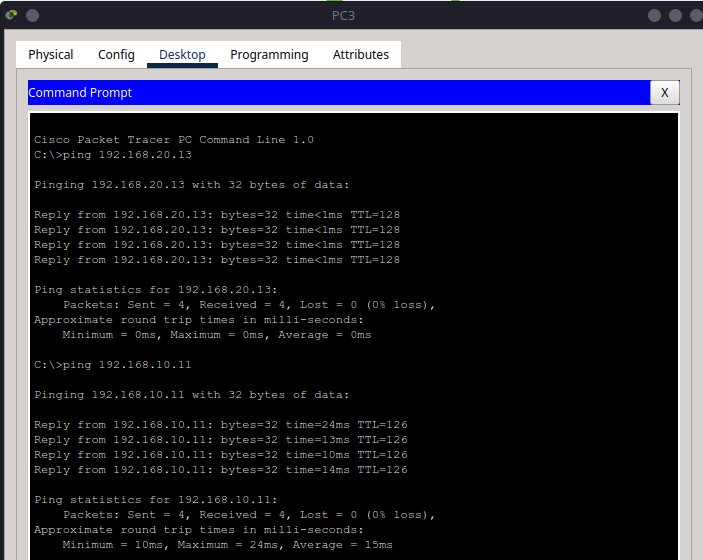 PC3
Physical Config Desktop Programming Attributes
Command Prompt X
Cisco Packet Tracer PC Command Line 1.0
C:\>ping 192.168.20.13
Pinging 192.168.20.13 with 32 bytes of data:
Reply from 192.168.20.13: bytes=32 time<1ms TTL=128
Reply from 192.168.20.13: bytes=32 time<1ms TTL=128
Reply from 192.168.20.13: bytes=32 time<1ms TTL=128
Reply from 192.168.20.13: bytes=32 time<1ms TTL=128
Ping statistics for 192.168.20.13:
Packets: Sent = 4, Received = 4, Lost = 0 (0% loss),
Approximate round trip times in milli-seconds:
Minimum = 0ms, Maximum = 0ms, Average = 0ms
C:\>ping 192.168.10.11
Pinging 192.168.10.11 with 32 bytes of data:
Reply from 192.168.10.11: bytes=32 time=24ms TTL=126
Reply from 192.168.10.11: bytes=32 time=13ms TTL=126
Reply from 192.168.10.11: bytes=32 time=10ms TTL=126
Reply from 192.168.10.11: bytes=32 time=14ms TTL=126
Ping statistics for 192.168.10.11:
Packets: Sent = 4, Received = 4, Lost = 0 (0% loss),
Approximate round trip times in milli-seconds:
Minimum = 10ms, Maximum = 24ms, Average = 15ms